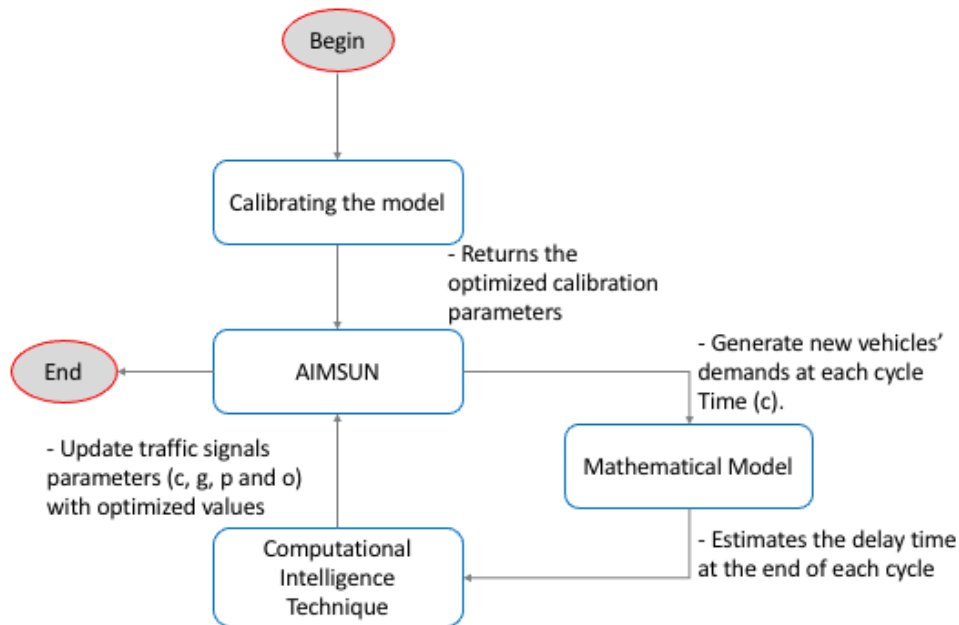 Begin
Calibrating the model
- Returns the
optimized calibration
parameters
AIMSUN
End
- Generate new vehicles’
demands at each cycle
Time (c).
Mathematical Model
- Estimates the delay time
at the end of each cycle
Computational
Intelligence
Technique
- Update traffic signals
parameters (c, g, p and o)
with optimized values